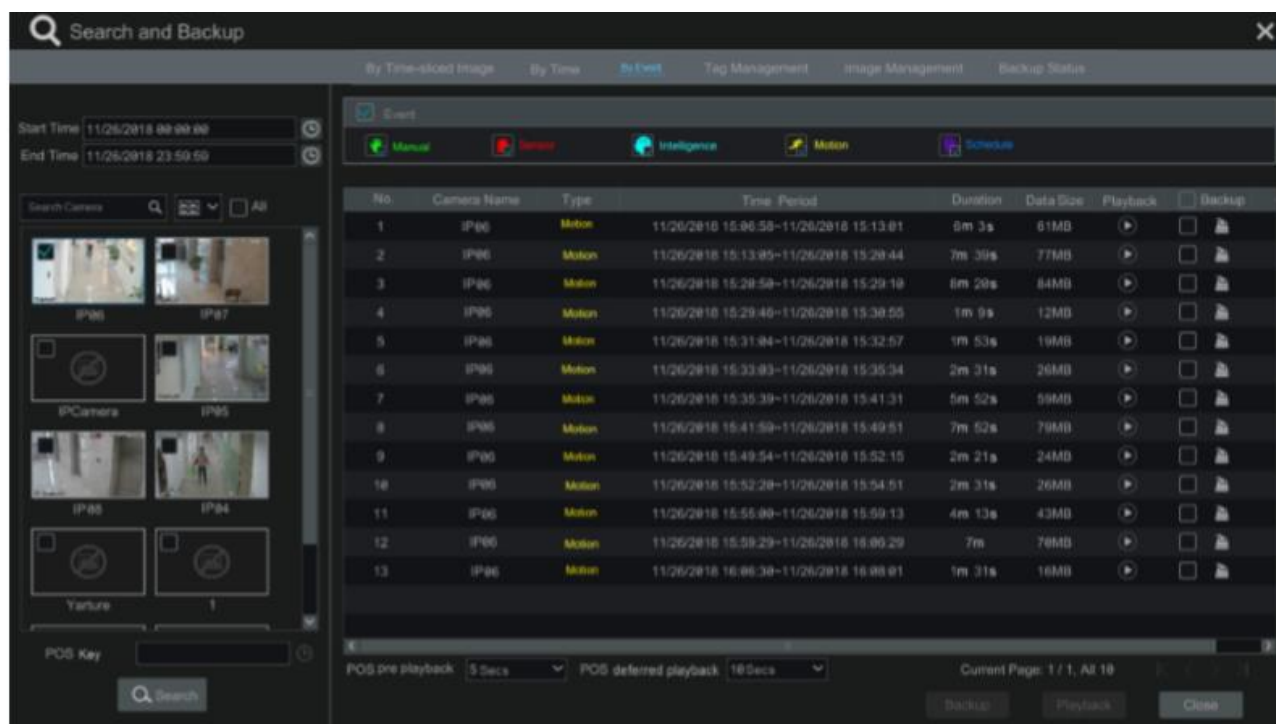 Search and Backup
By Time-sliced Image By Time By Event Tag Management Image Management Backup Status
Start Time 11/26/2018 00:00:00
End Time 11/26/2018 23:59:59
Search Camera All
IP06 IP07
IPCamera IP05
IP08 IP04
Yarture 1
POS Key
Search
Event
Manual Sensor Intelligence Motion Schedule
No. Camera Name Type Time Period Duration Data Size Playback Backup
1 IP06 Motion 11/26/2018 15:06:58~11/26/2018 15:13:01 6m 3s 61MB
2 IP06 Motion 11/26/2018 15:13:05~11/26/2018 15:20:44 7m 39s 77MB
3 IP06 Motion 11/26/2018 15:20:50~11/26/2018 15:29:10 8m 20s 84MB
4 IP06 Motion 11/26/2018 15:29:46~11/26/2018 15:30:55 1m 9s 12MB
5 IP06 Motion 11/26/2018 15:31:04~11/26/2018 15:32:57 1m 53s 19MB
6 IP06 Motion 11/26/2018 15:33:03~11/26/2018 15:35:34 2m 31s 26MB
7 IP06 Motion 11/26/2018 15:35:39~11/26/2018 15:41:31 5m 52s 59MB
8 IP06 Motion 11/26/2018 15:41:59~11/26/2018 15:49:51 7m 52s 79MB
9 IP06 Motion 11/26/2018 15:49:54~11/26/2018 15:52:15 2m 21s 24MB
10 IP06 Motion 11/26/2018 15:52:20~11/26/2018 15:54:51 2m 31s 26MB
11 IP06 Motion 11/26/2018 15:55:00~11/26/2018 15:59:13 4m 13s 43MB
12 IP06 Motion 11/26/2018 15:59:29~11/26/2018 16:06:29 7m 70MB
13 IP06 Motion 11/26/2018 16:06:30~11/26/2018 16:08:01 1m 31s 16MB
POS pre playback 5 Secs POS deferred playback 10Secs Current Page: 1 / 1, All 10
Backup Playback Close